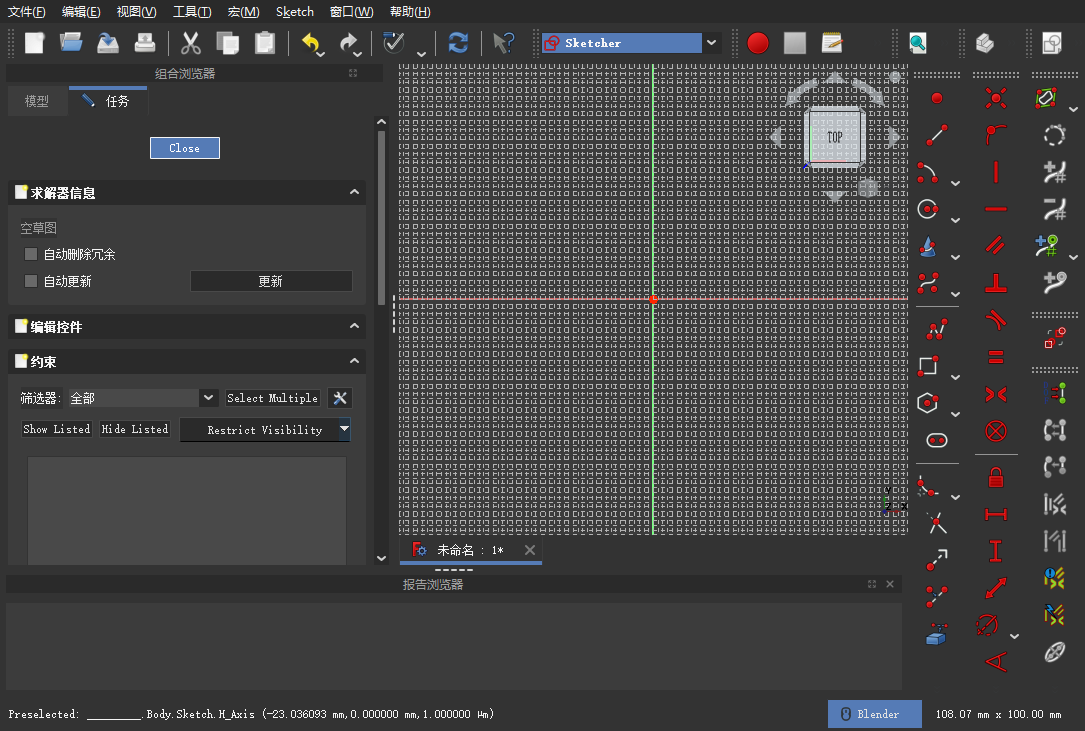 文件(F) 编辑(E) 视图(V) 工具(T) 宏(M) Sketch 窗口(W) 帮助(H)
Sketcher
组合浏览器
模型 任务
Close
求解器信息
空草图
自动删除冗余
自动更新 更新
编辑控件
约束
筛选器: 全部 Select Multiple
Show Listed Hide Listed Restrict Visibility
TOP
未命名 : 1*
报告浏览器
Preselected: _________.Body.Sketch.H_Axis (-23.036093 mm,0.000000 mm,1.000000 µm)
Blender 108.07 mm x 100.00 mm